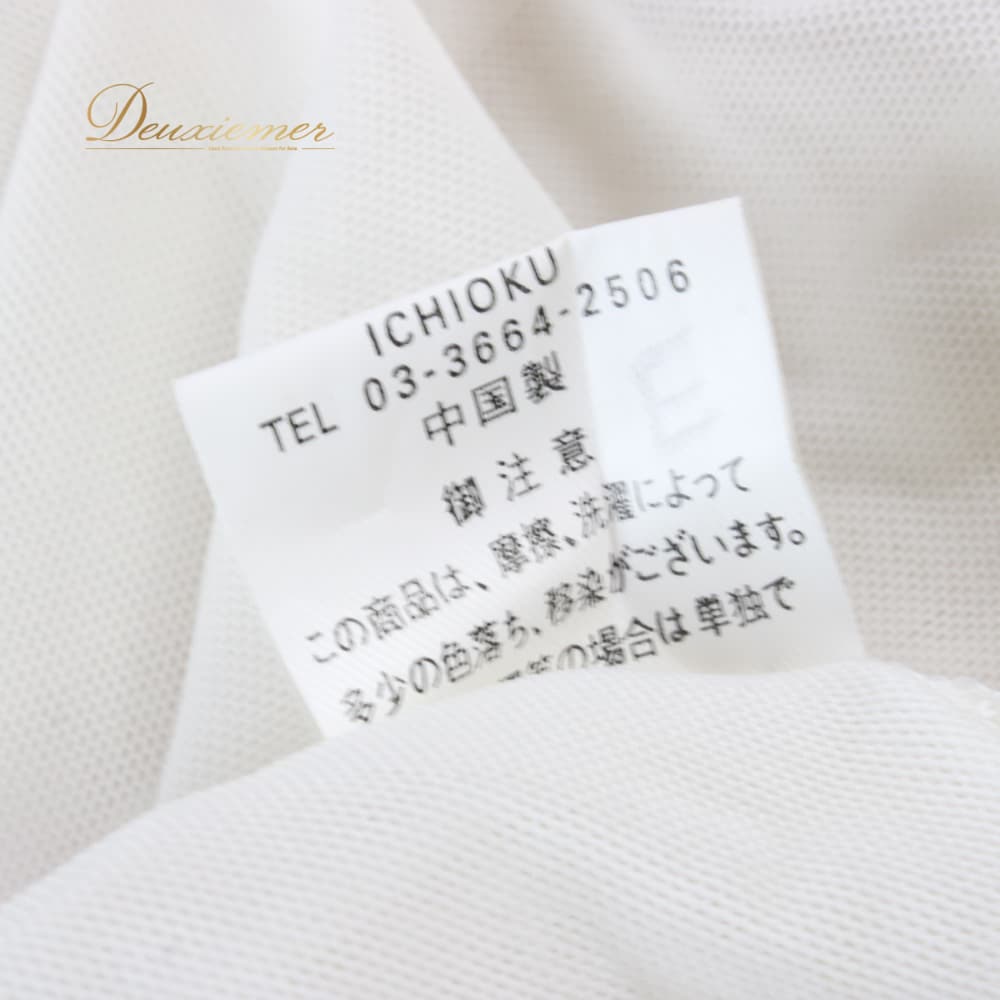 Deuxiemer
ICHIOKU
TEL 03-3664-2506
中国製
御注意
この商品は、摩擦、洗濯によって
多少の色落ち、移染がございます。
の場合は単独で